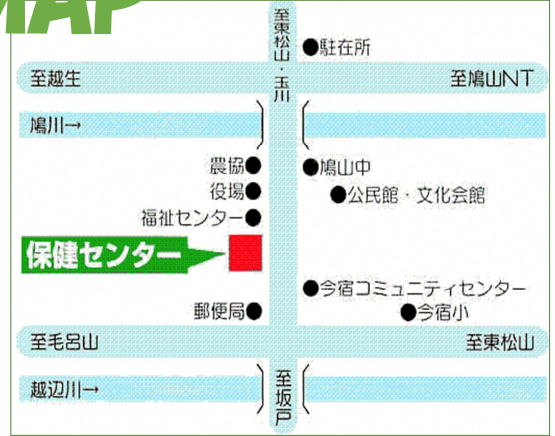 MAP
至東松山・玉川
●駐在所
至越生
至鳩山NT
鳩川→
農協●
●鳩山中
役場●
●公民館・文化会館
福祉センター●
保健センター
●今宿コミュニティセンター
郵便局●
●今宿小
至毛呂山
至東松山
越辺川→
至坂戸